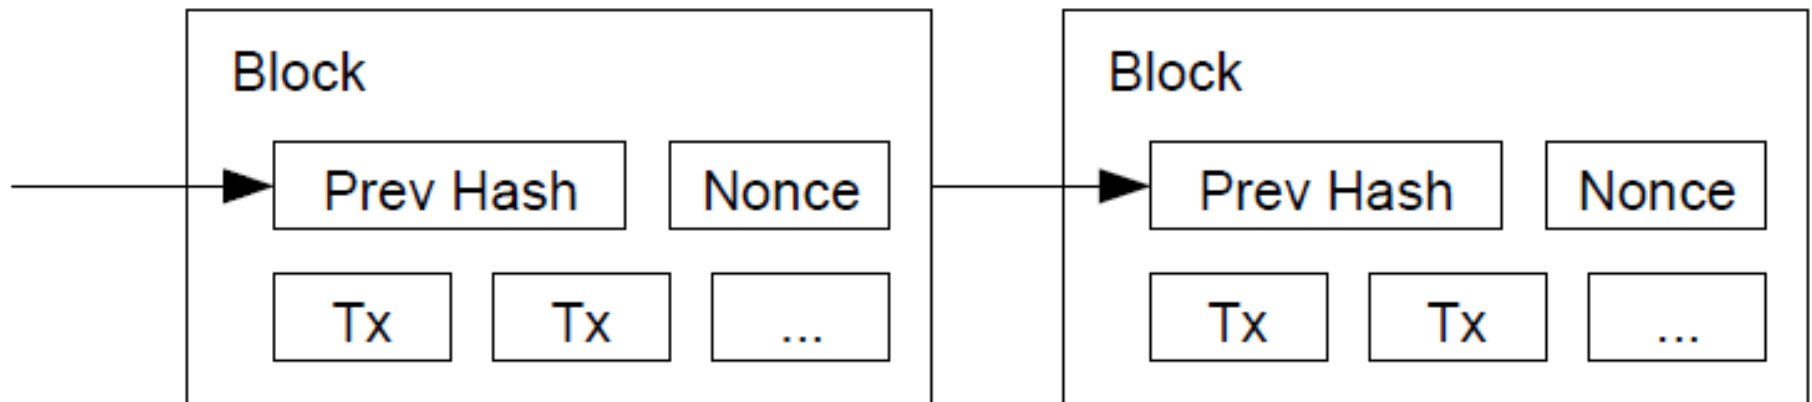 Block
Prev Hash Nonce
Tx Tx ...
Block
Prev Hash Nonce
Tx Tx ...